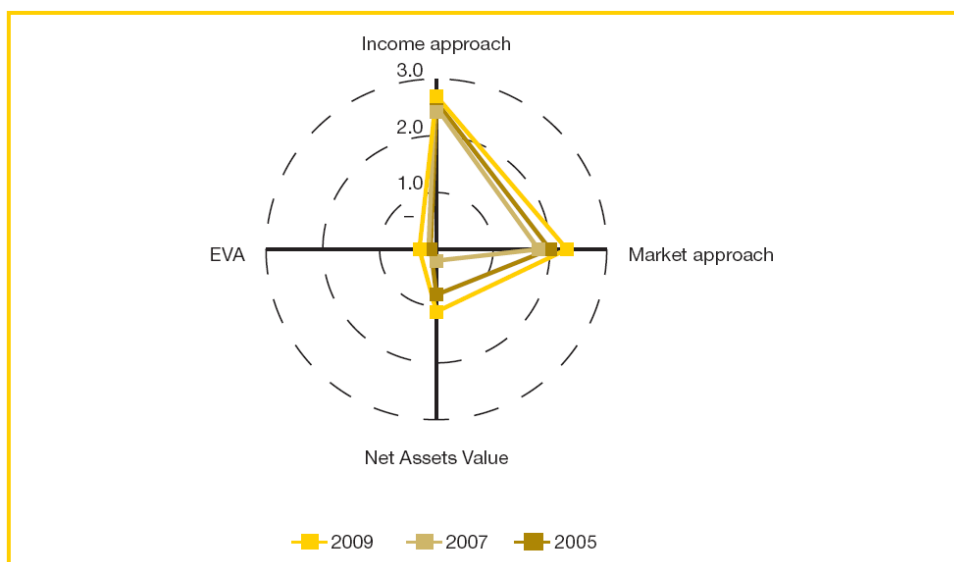 Income approach
3.0
2.0
1.0
–
EVA
Market approach
Net Assets Value
2009 2007 2005